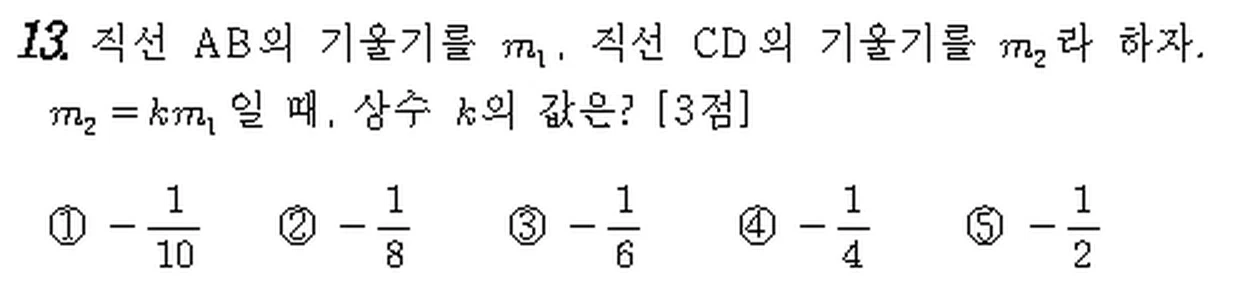 13. 직선 AB의 기울기를 m₁, 직선 CD의 기울기를 m₂라 하자.
m₂ = km₁일 때, 상수 k의 값은? [3점]
① -1/10 ② -1/8 ③ -1/6 ④ -1/4 ⑤ -1/2